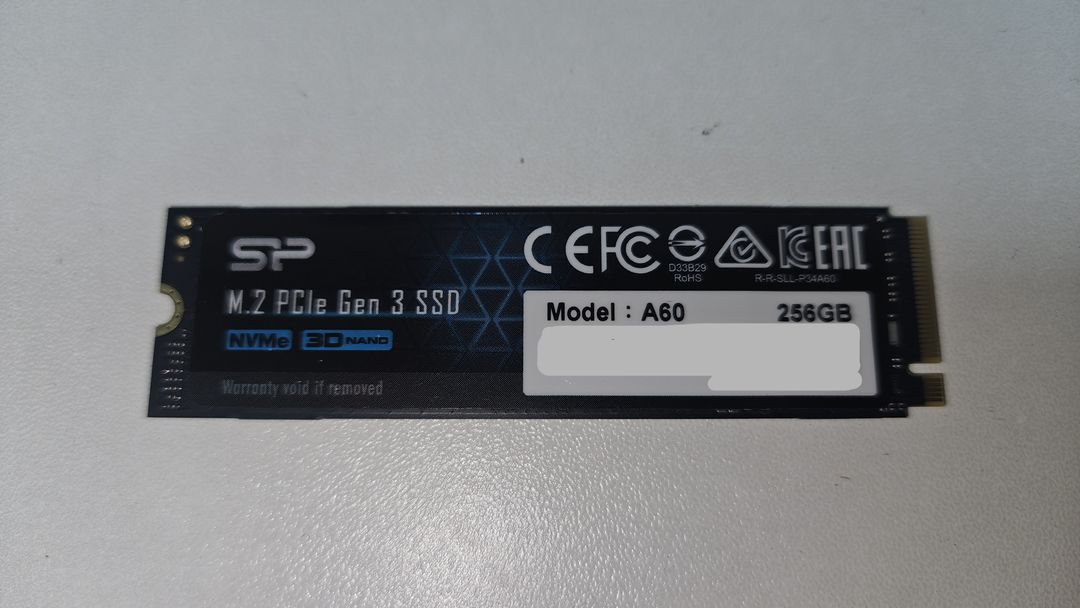 SP
M.2 PCIe Gen 3 SSD
NVMe 3D NAND
Warranty void if removed
CE FC EAC
D33B29
RoHS
R-R-SLL-P34A60
Model : A60 256GB